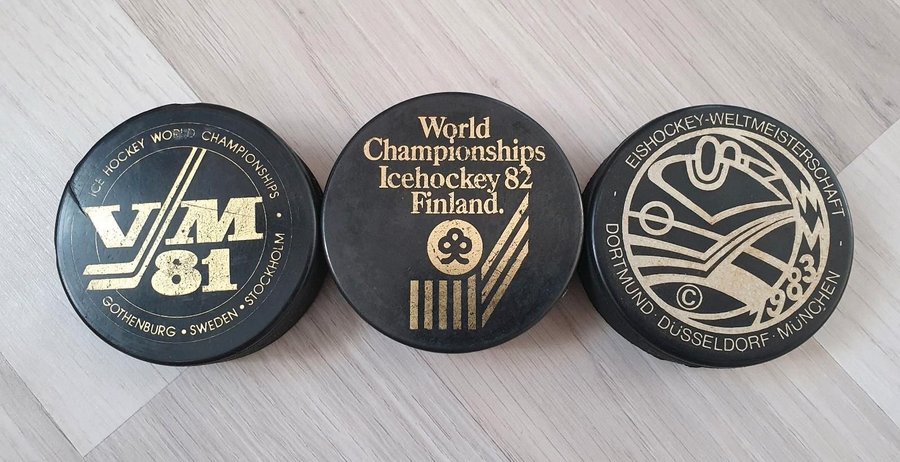 ICE HOCKEY WORLD CHAMPIONSHIPS •
VM
81
GOTHENBURG • SWEDEN • STOCKHOLM •
World
Championships
Icehockey 82
Finland.
EISHOCKEY-WELTMEISTERSCHAFT
WM
1983
©
DORTMUND · DÜSSELDORF · MÜNCHEN